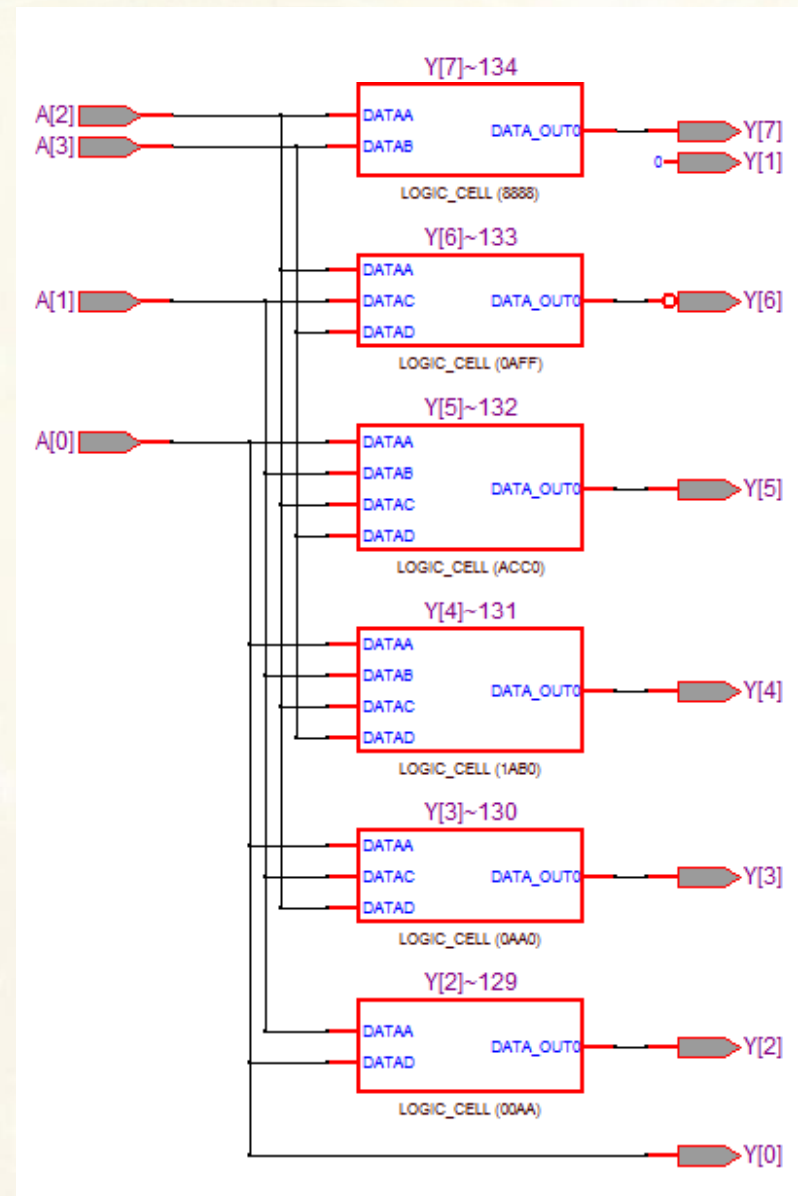 Y[7]~134
A[2] DATAA DATA_OUT0 Y[7]
A[3] DATAB 0 Y[1]
LOGIC_CELL (8888)
Y[6]~133
DATAA
A[1] DATAC DATA_OUT0 Y[6]
DATAD
LOGIC_CELL (0AFF)
Y[5]~132
A[0] DATAA
DATAB DATA_OUT0 Y[5]
DATAC
DATAD
LOGIC_CELL (ACC0)
Y[4]~131
DATAA
DATAB DATA_OUT0 Y[4]
DATAC
DATAD
LOGIC_CELL (1AB0)
Y[3]~130
DATAA
DATAC DATA_OUT0 Y[3]
DATAD
LOGIC_CELL (0AA0)
Y[2]~129
DATAA DATA_OUT0 Y[2]
DATAD
LOGIC_CELL (00AA)
Y[0]